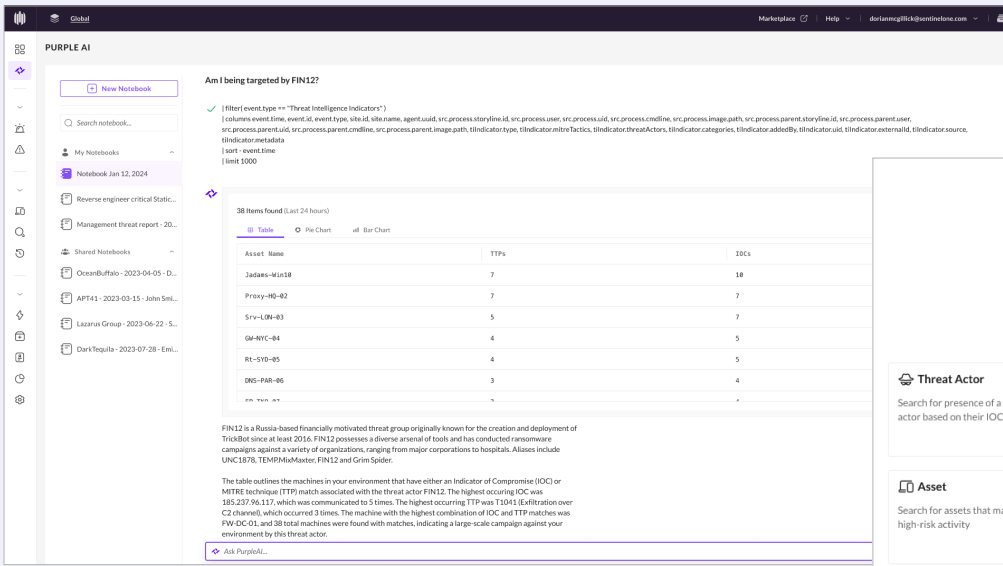 Global
Marketplace
Help
dorianmcgillick@sentinelone.com
PURPLE AI
New Notebook
Search notebook...
My Notebooks
Notebook Jan 12, 2024
Reverse engineer critical Static...
Management threat report - 20...
Shared Notebooks
OceanBuffalo - 2023-04-05 - D...
APT41 - 2023-03-15 - John Smi...
Lazarus Group - 2023-06-22 - S...
DarkTequila - 2023-07-28 - Emi...
Am I being targeted by FIN12?
| filter( event.type == "Threat Intelligence Indicators" )
| columns event.time, event.id, event.type, site.id, site.name, agent.uuid, src.process.storyline.id, src.process.user, src.process.uid, src.process.cmdline, src.process.image.path, src.process.parent.storyline.id, src.process.parent.user,
src.process.parent.uid, src.process.parent.cmdline, src.process.parent.image.path, tiIndicator.type, tiIndicator.mitreTactics, tiIndicator.threatActors, tiIndicator.categories, tiIndicator.addedBy, tiIndicator.uid, tiIndicator.externalId, tiIndicator.source,
tiIndicator.metadata
| sort - event.time
| limit 1000
38 Items found (Last 24 hours)
Table Pie Chart Bar Chart
Asset Name TTPs IOCs
Jadams-Win10 7 10
Proxy-HQ-02 7 7
Srv-LON-03 5 7
GW-NYC-04 4 5
Rt-SYD-05 4 5
DNS-PAR-06 3 4
FIN12 is a Russia-based financially motivated threat group originally known for the creation and deployment of
TrickBot since at least 2016. FIN12 possesses a diverse arsenal of tools and has conducted ransomware
campaigns against a variety of organizations, ranging from major corporations to hospitals. Aliases include
UNC1878, TEMP.MixMaxter, FIN12 and Grim Spider.
The table outlines the machines in your environment that have either an Indicator of Compromise (IOC) or
MITRE technique (TTP) match associated with the threat actor FIN12. The highest occurring IOC was
185.237.96.117, which was communicated to 5 times. The highest occurring TTP was T1041 (Exfiltration over
C2 channel), which occurred 3 times. The machine with the highest combination of IOC and TTP matches was
FW-DC-01, and 38 total machines were found with matches, indicating a large-scale campaign against your
environment by this threat actor.
Ask PurpleAI...
Threat Actor
Search for presence of a
actor based on their IOC
Asset
Search for assets that ma
high-risk activity